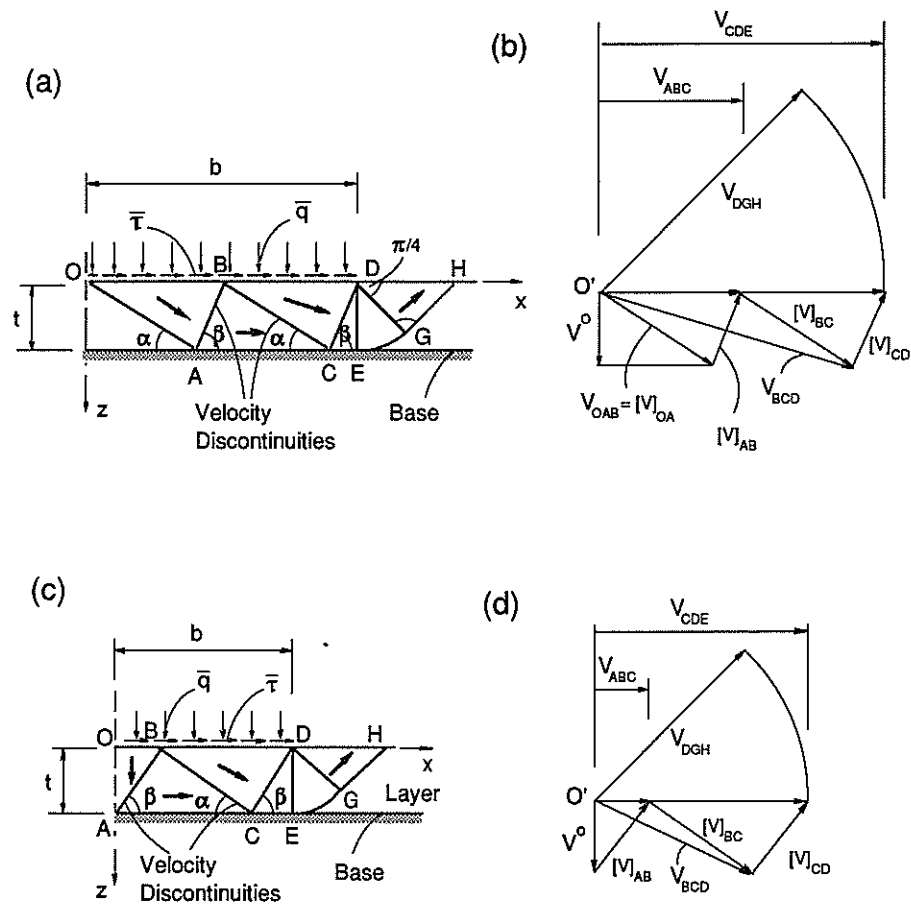 (a)
b
τ̄
q̄
O
B
D
π/4
H
x
t
α
β
α
β
G
A
C
E
z
Velocity
Discontinuities
Base
(b)
V_CDE
V_ABC
V_DGH
O'
V°
[V]_BC
[V]_CD
V_BCD
V_OAB = [V]_OA
[V]_AB
(c)
b
q̄
τ̄
O
B
D
H
x
t
β
α
β
G
Layer
A
C
E
Base
Velocity
Discontinuities
z
(d)
V_CDE
V_ABC
V_DGH
O'
V°
[V]_BC
[V]_AB
V_BCD
[V]_CD